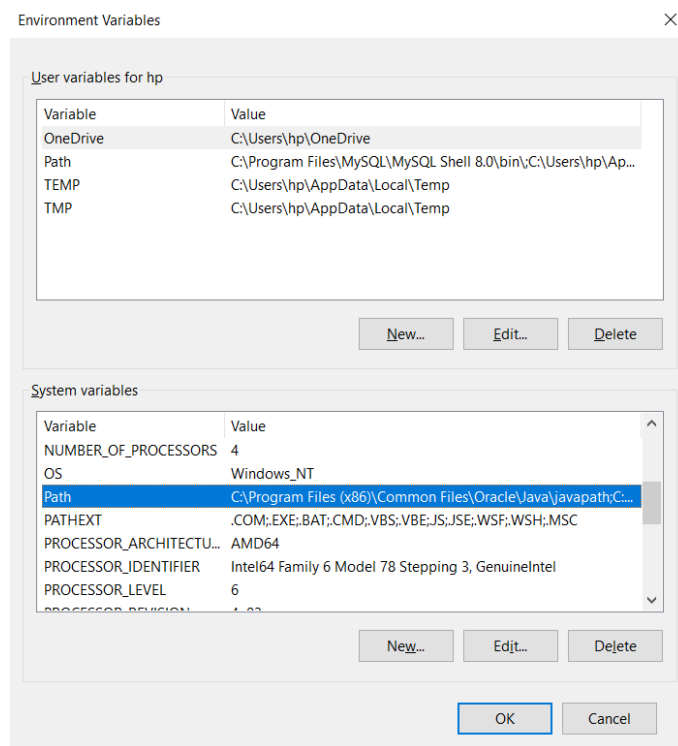 Environment Variables
User variables for hp
Variable Value
OneDrive C:\Users\hp\OneDrive
Path C:\Program Files\MySQL\MySQL Shell 8.0\bin\;C:\Users\hp\Ap...
TEMP C:\Users\hp\AppData\Local\Temp
TMP C:\Users\hp\AppData\Local\Temp
New... Edit... Delete
System variables
Variable Value
NUMBER_OF_PROCESSORS 4
OS Windows_NT
Path C:\Program Files (x86)\Common Files\Oracle\Java\javapath;C:...
PATHEXT .COM;.EXE;.BAT;.CMD;.VBS;.VBE;.JS;.JSE;.WSF;.WSH;.MSC
PROCESSOR_ARCHITECTU... AMD64
PROCESSOR_IDENTIFIER Intel64 Family 6 Model 78 Stepping 3, GenuineIntel
PROCESSOR_LEVEL 6
New... Edit... Delete
OK Cancel